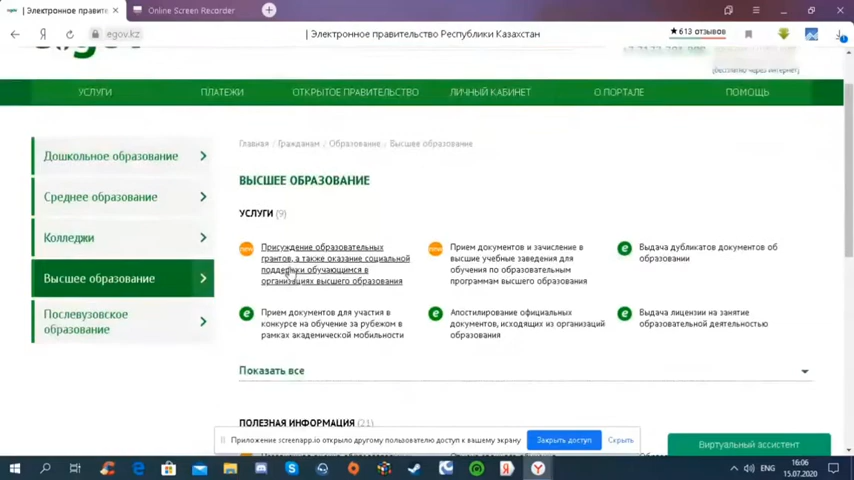 | Электронное правите...
Online Screen Recorder
egov.kz
| Электронное правительство Республики Казахстан
★ 613 отзывов
(бесплатно через интернет)
УСЛУГИ
ПЛАТЕЖИ
ОТКРЫТОЕ ПРАВИТЕЛЬСТВО
ЛИЧНЫЙ КАБИНЕТ
О ПОРТАЛЕ
ПОМОЩЬ
Дошкольное образование
Среднее образование
Колледжи
Высшее образование
Послевузовское
образование
Главная / Гражданам / Образование / Высшее образование
ВЫСШЕЕ ОБРАЗОВАНИЕ
УСЛУГИ (9)
Присуждение образовательных
грантов, а также оказание социальной
поддержки обучающимся в
организациях высшего образования
Прием документов и зачисление в
высшие учебные заведения для
обучения по образовательным
программам высшего образования
Выдача дубликатов документов об
образовании
Прием документов для участия в
конкурсе на обучение за рубежом в
рамках академической мобильности
Апостилирование официальных
документов, исходящих из организаций
образования
Выдача лицензии на занятие
образовательной деятельностью
Показать все
ПОЛЕЗНАЯ ИНФОРМАЦИЯ (21)
Приложение screenapp.io открыло другому пользователю доступ к вашему экрану
Закрыть доступ
Скрыть
Виртуальный ассистент
ENG
16:06
15.07.2020